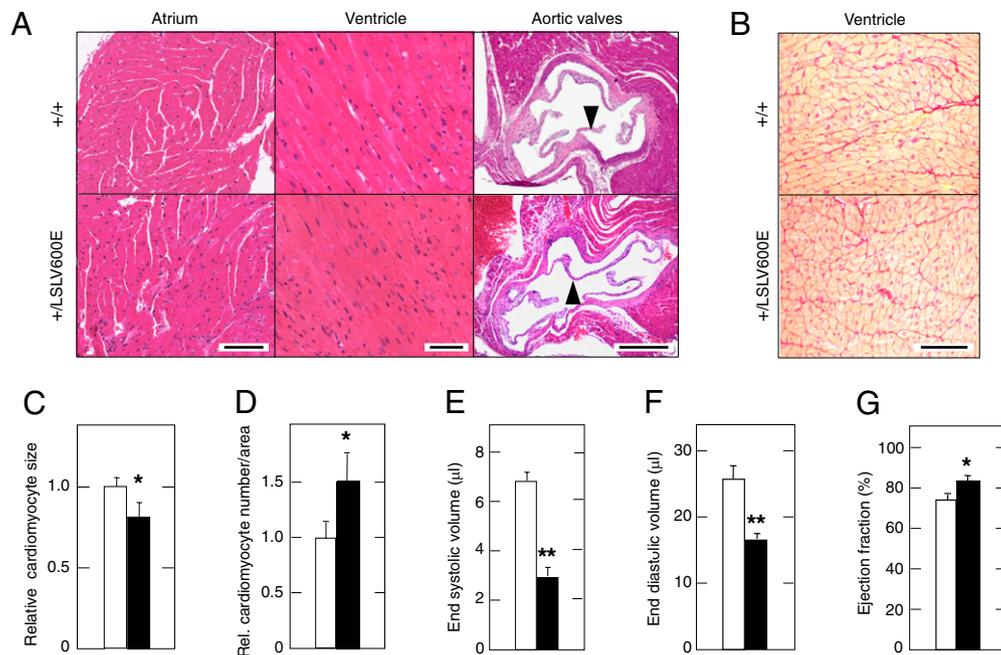 A
Atrium
Ventricle
Aortic valves
B
Ventricle
+/+
+/+
+/LSLV600E
+/LSLV600E
C
Relative cardiomyocyte size
1.0
0.5
0
*
D
Rel. cardiomyocyte number/area
1.5
1.0
0.5
0
*
E
End systolic volume (μl)
8
6
4
2
0
**
F
End diastulic volume (μl)
30
20
10
0
**
G
Ejection fraction (%)
100
80
60
40
20
0
*